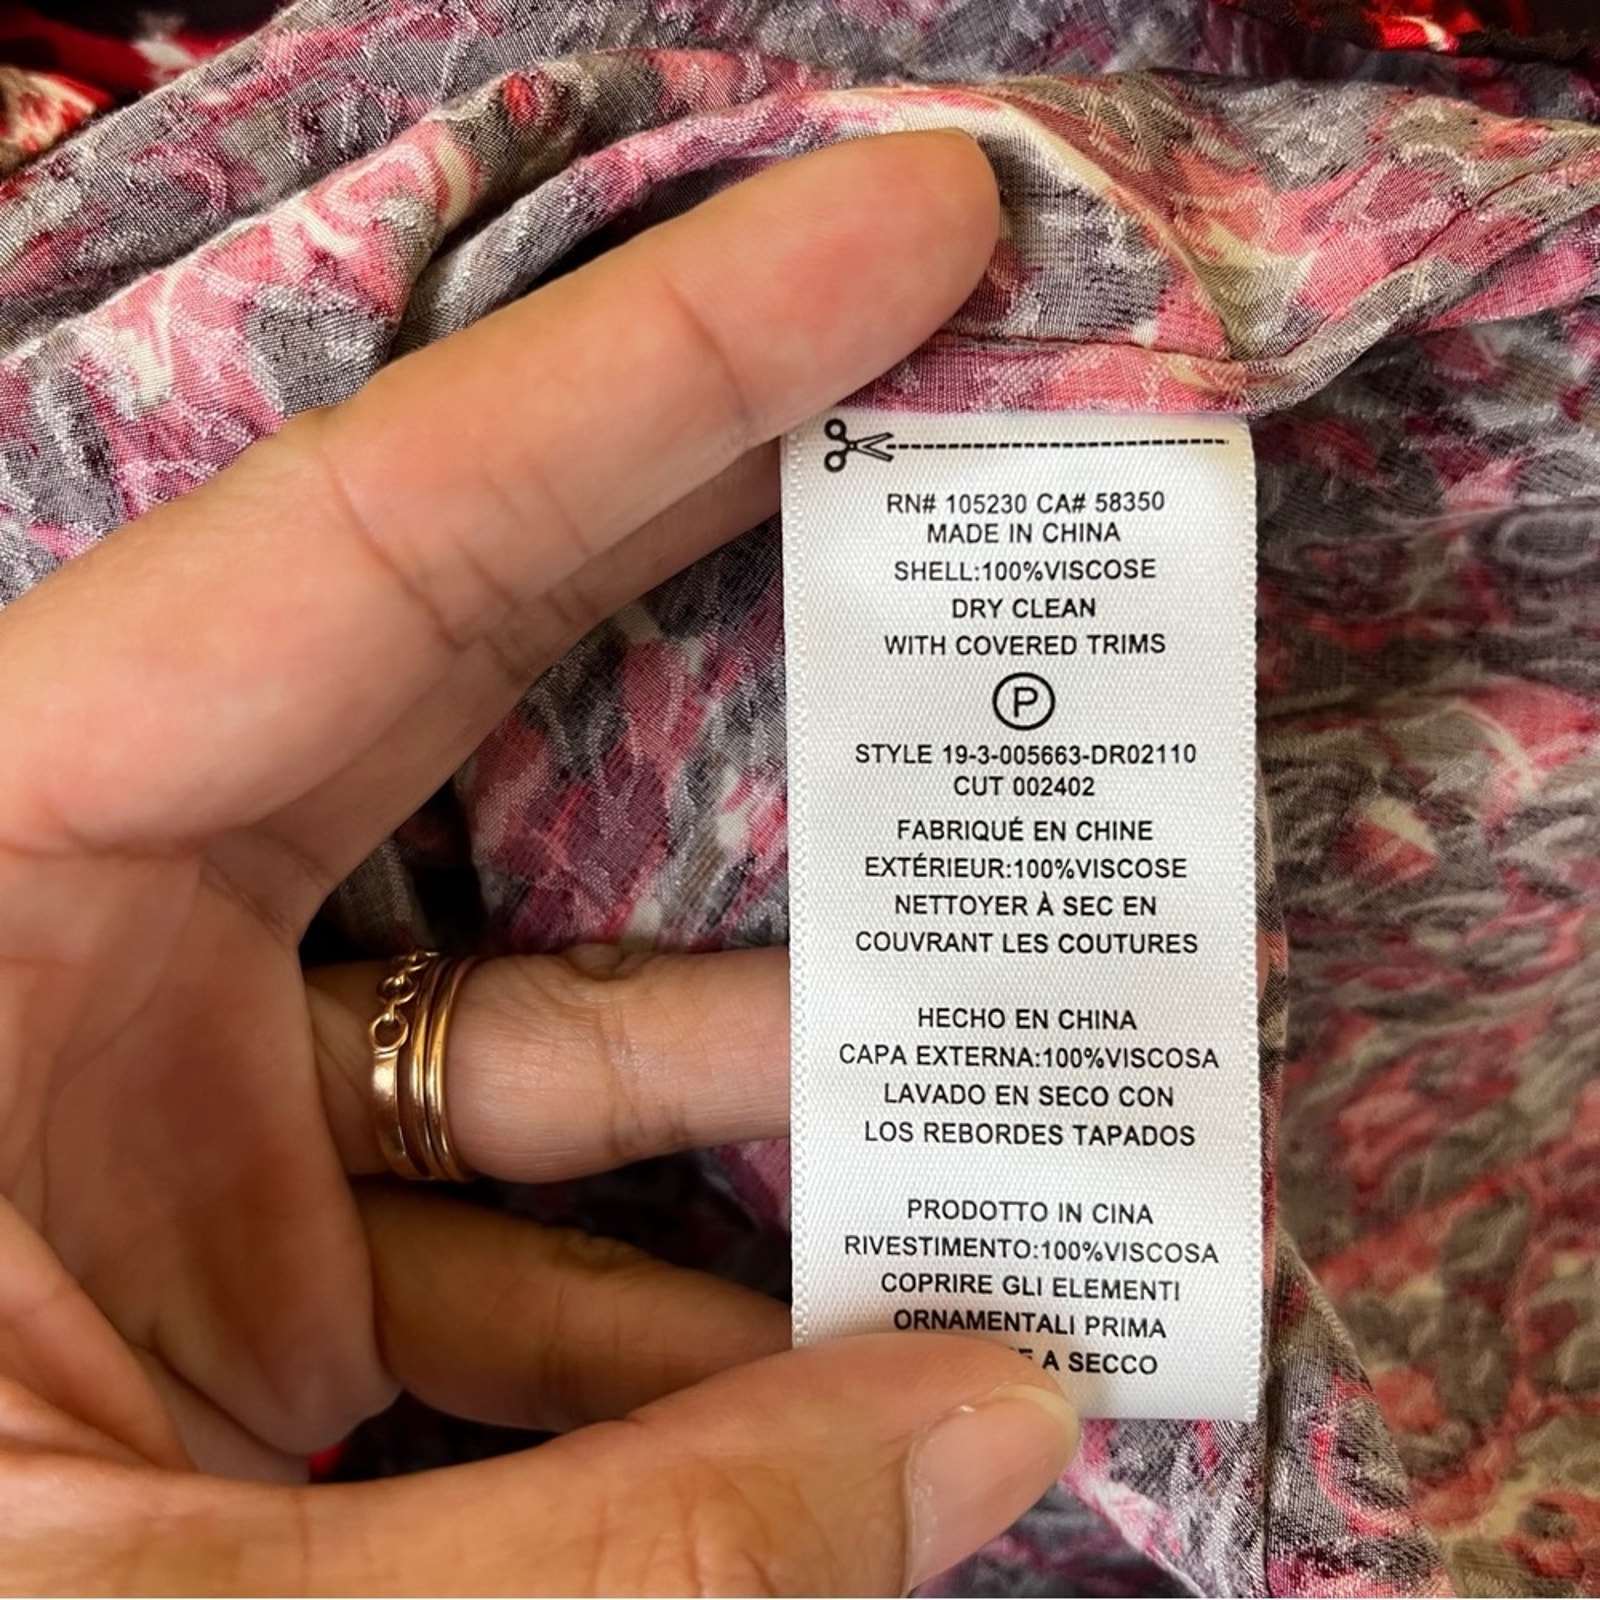 RN# 105230 CA# 58350
MADE IN CHINA
SHELL:100%VISCOSE
DRY CLEAN
WITH COVERED TRIMS
P
STYLE 19-3-005663-DR02110
CUT 002402
FABRIQUÉ EN CHINE
EXTÉRIEUR:100%VISCOSE
NETTOYER À SEC EN
COUVRANT LES COUTURES
HECHO EN CHINA
CAPA EXTERNA:100%VISCOSA
LAVADO EN SECO CON
LOS REBORDES TAPADOS
PRODOTTO IN CINA
RIVESTIMENTO:100%VISCOSA
COPRIRE GLI ELEMENTI
ORNAMENTALI PRIMA
A SECCO